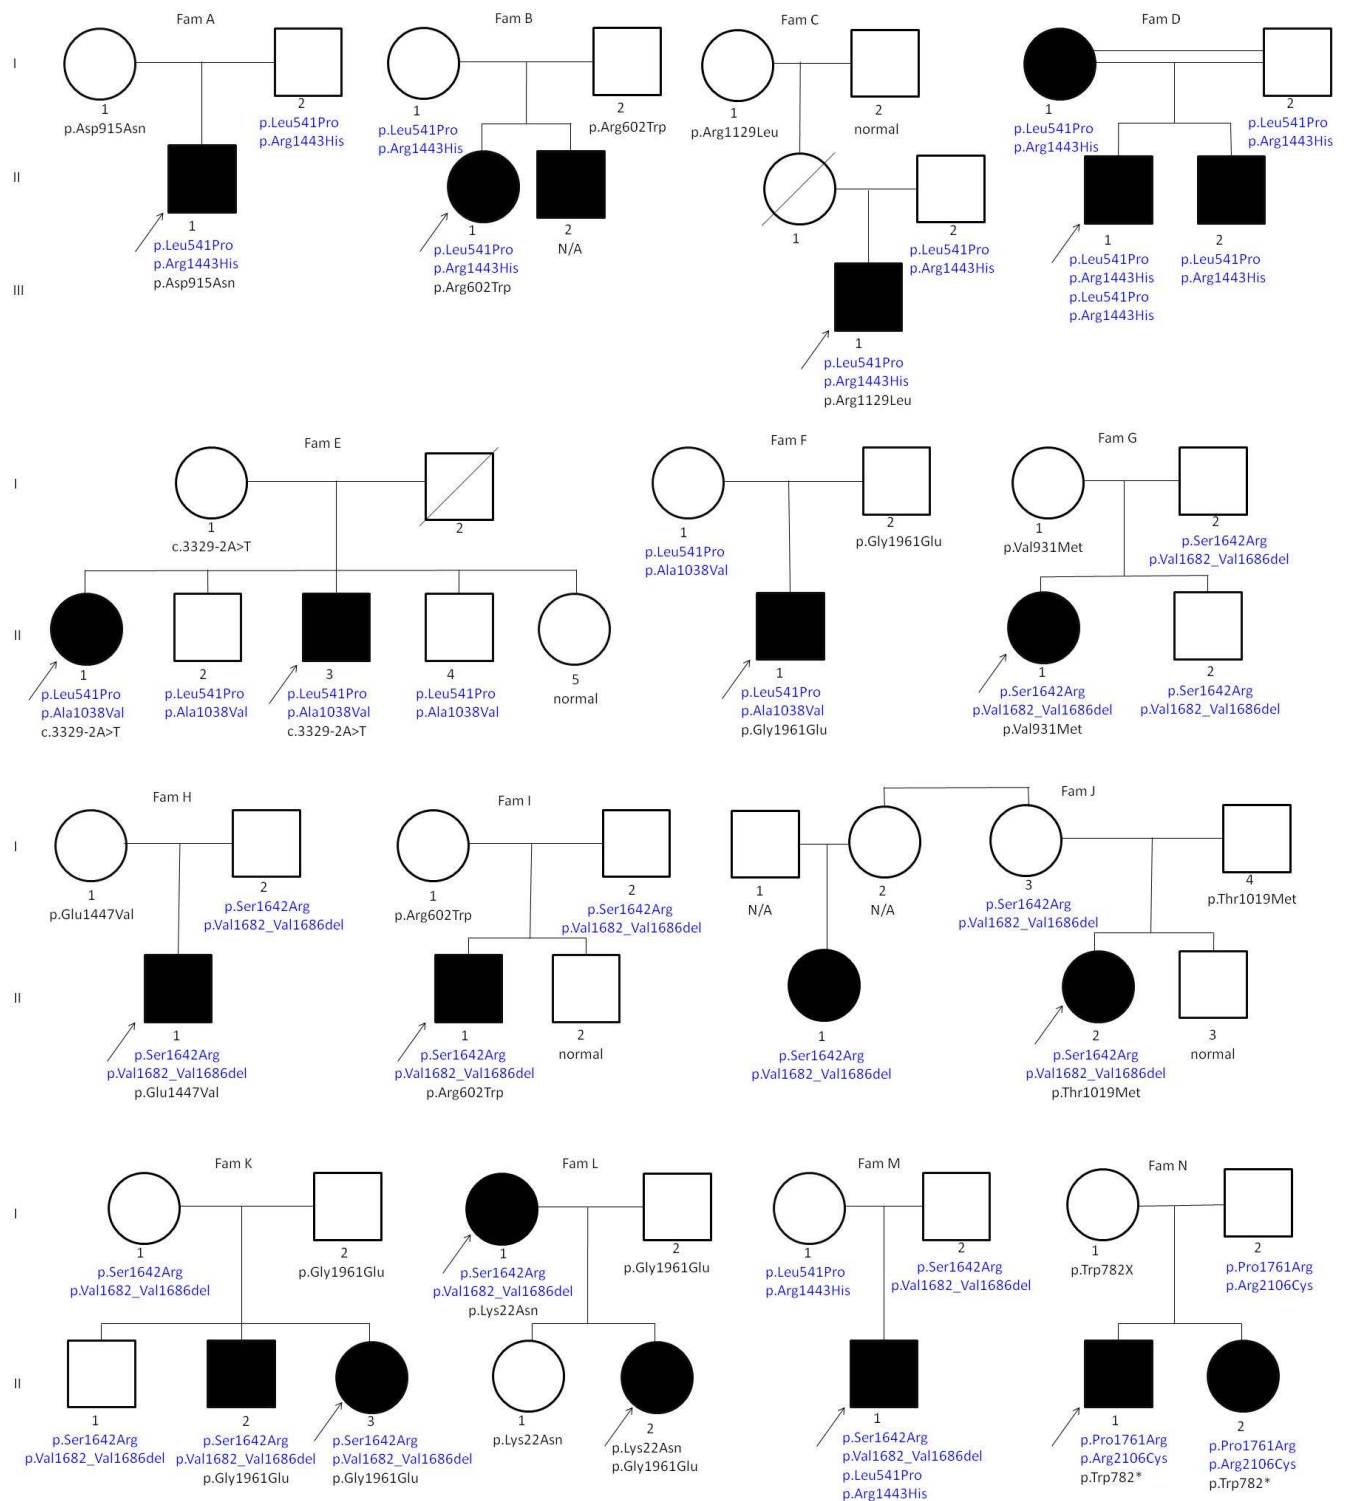 Fam A
Fam B
Fam C
Fam D
I
1
p.Asp915Asn
2
p.Leu541Pro
p.Arg1443His
1
p.Leu541Pro
p.Arg1443His
2
p.Arg602Trp
1
p.Arg1129Leu
2
normal
1
p.Leu541Pro
p.Arg1443His
2
p.Leu541Pro
p.Arg1443His
II
1
p.Leu541Pro
p.Arg1443His
p.Asp915Asn
1
p.Leu541Pro
p.Arg1443His
p.Arg602Trp
2
N/A
1
2
p.Leu541Pro
p.Arg1443His
1
p.Leu541Pro
p.Arg1443His
p.Leu541Pro
p.Arg1443His
2
p.Leu541Pro
p.Arg1443His
III
1
p.Leu541Pro
p.Arg1443His
p.Arg1129Leu
Fam E
Fam F
Fam G
I
1
c.3329-2A>T
2
1
p.Leu541Pro
p.Ala1038Val
2
p.Gly1961Glu
1
p.Val931Met
2
p.Ser1642Arg
p.Val1682_Val1686del
II
1
p.Leu541Pro
p.Ala1038Val
c.3329-2A>T
2
p.Leu541Pro
p.Ala1038Val
3
p.Leu541Pro
p.Ala1038Val
c.3329-2A>T
4
p.Leu541Pro
p.Ala1038Val
5
normal
1
p.Leu541Pro
p.Ala1038Val
p.Gly1961Glu
1
p.Ser1642Arg
p.Val1682_Val1686del
p.Val931Met
2
p.Ser1642Arg
p.Val1682_Val1686del
Fam H
Fam I
Fam J
I
1
p.Glu1447Val
2
p.Ser1642Arg
p.Val1682_Val1686del
1
p.Arg602Trp
2
p.Ser1642Arg
p.Val1682_Val1686del
1
N/A
2
N/A
3
p.Ser1642Arg
p.Val1682_Val1686del
4
p.Thr1019Met
II
1
p.Ser1642Arg
p.Val1682_Val1686del
p.Glu1447Val
1
p.Ser1642Arg
p.Val1682_Val1686del
p.Arg602Trp
2
normal
1
p.Ser1642Arg
p.Val1682_Val1686del
2
p.Ser1642Arg
p.Val1682_Val1686del
p.Thr1019Met
3
normal
Fam K
Fam L
Fam M
Fam N
I
1
p.Ser1642Arg
p.Val1682_Val1686del
2
p.Gly1961Glu
1
p.Ser1642Arg
p.Val1682_Val1686del
p.Lys22Asn
2
p.Gly1961Glu
1
p.Leu541Pro
p.Arg1443His
2
p.Ser1642Arg
p.Val1682_Val1686del
1
p.Trp782X
2
p.Pro1761Arg
p.Arg2106Cys
II
1
p.Ser1642Arg
p.Val1682_Val1686del
2
p.Ser1642Arg
p.Val1682_Val1686del
p.Gly1961Glu
3
p.Ser1642Arg
p.Val1682_Val1686del
p.Gly1961Glu
1
p.Lys22Asn
2
p.Lys22Asn
p.Gly1961Glu
1
p.Ser1642Arg
p.Val1682_Val1686del
p.Leu541Pro
p.Arg1443His
1
p.Pro1761Arg
p.Arg2106Cys
p.Trp782*
2
p.Pro1761Arg
p.Arg2106Cys
p.Trp782*